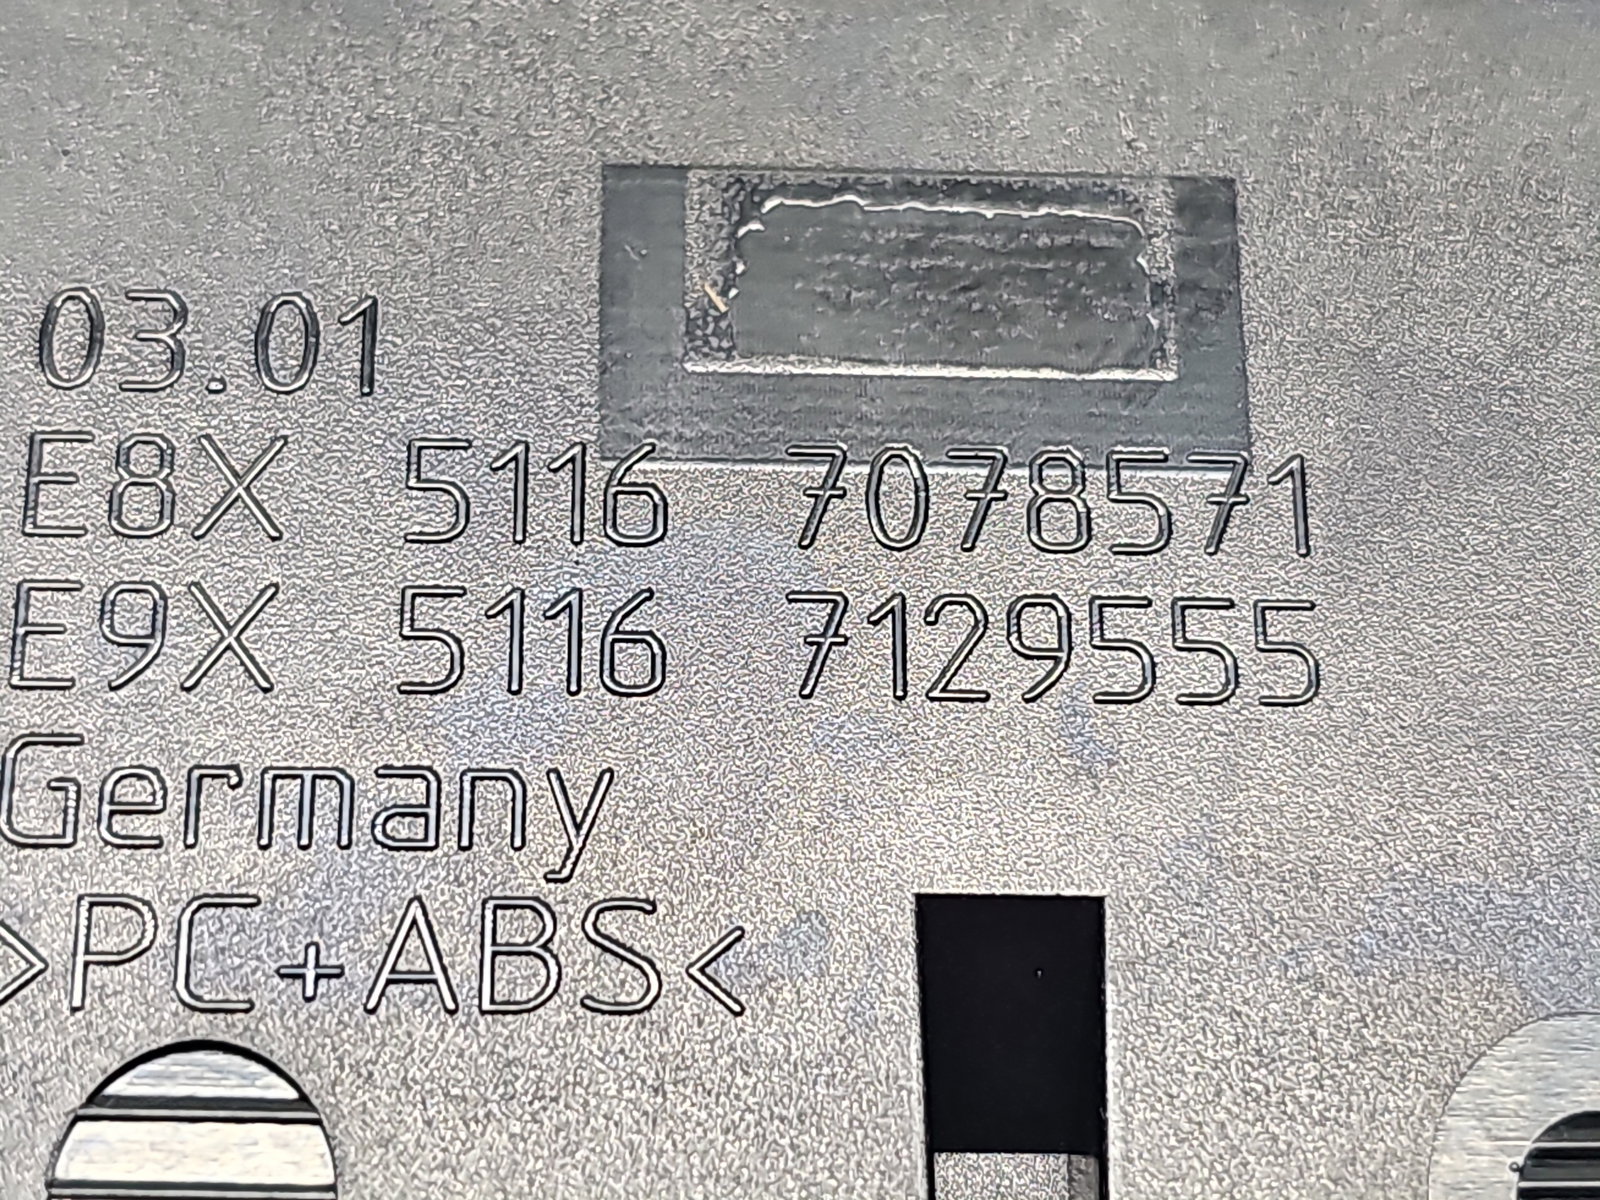 03.01
E8X 5116 7078571
E9X 5116 7129555
Germany
>PC+ABS<